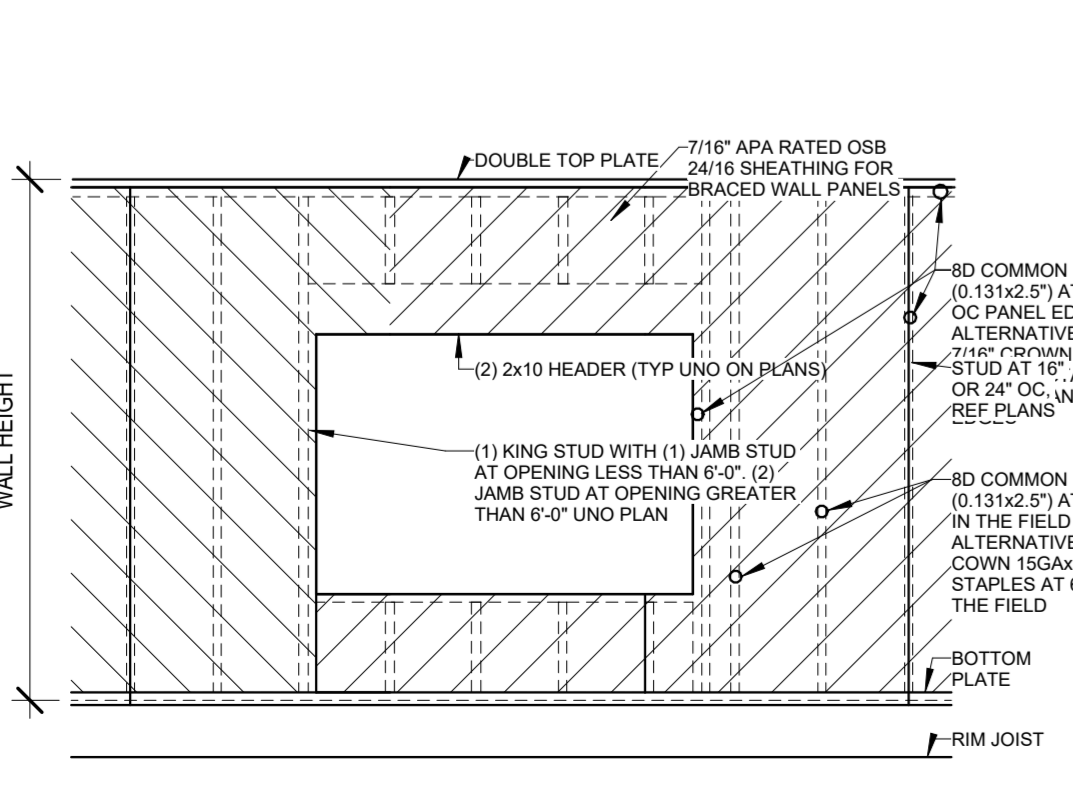 DOUBLE TOP PLATE
7/16" APA RATED OSB
24/16 SHEATHING FOR
BRACED WALL PANELS
8D COMMON
(0.131x2.5")
OC PANEL
ALTERNATIVE
7/16" CROWN
STUD AT 16"
OR 24" OC,
REF PLANS
EDGES
(2) 2x10 HEADER (TYP UNO ON PLANS)
(1) KING STUD WITH (1) JAMB STUD
AT OPENING LESS THAN 6'-0". (2)
JAMB STUD AT OPENING GREATER
THAN 6'-0" UNO PLAN
8D COMMON
(0.131x2.5")
IN THE FIELD
ALTERNATIVE
COWN 15GAx
STAPLES AT 6
THE FIELD
BOTTOM
PLATE
RIM JOIST
WALL HEIGHT